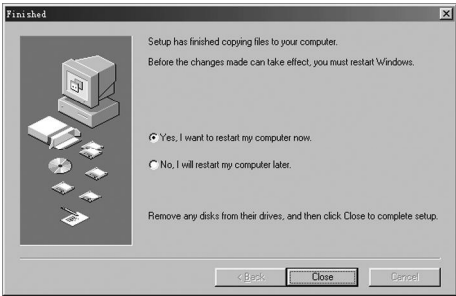 Finished
Setup has finished copying files to your computer.
Before the changes made can take effect, you must restart Windows.
Yes, I want to restart my computer now.
No, I will restart my computer later.
Remove any disks from their drives, and then click Close to complete setup.
< Back
Close
Cancel